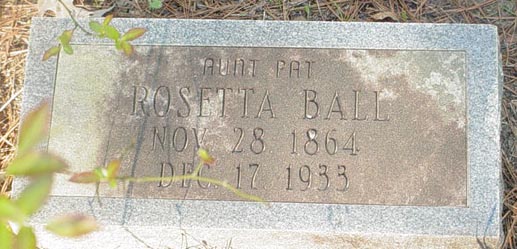 AUNT PAT
ROSETTA BALL
NOV 28 1864
DEC 17 1933